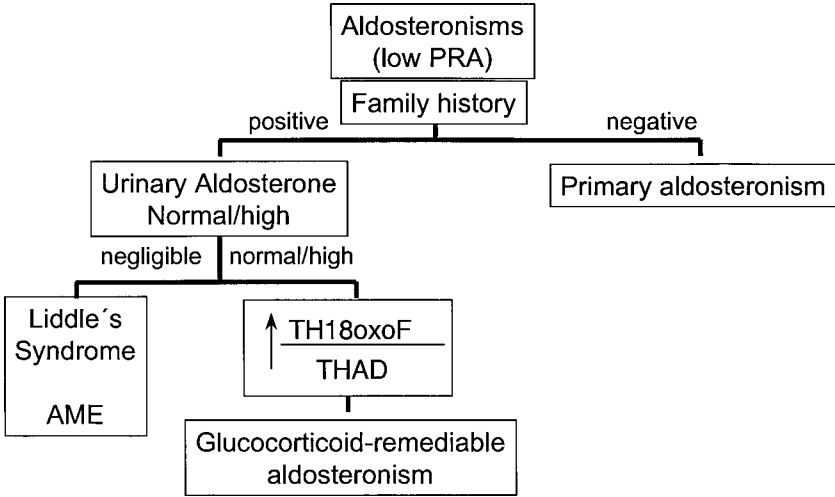 Aldosteronisms
(low PRA)
Family history
positive
negative
Urinary Aldosterone
Normal/high
Primary aldosteronism
negligible
normal/high
Liddle´s
Syndrome
AME
TH18oxoF
THAD
Glucocorticoid-remediable
aldosteronism